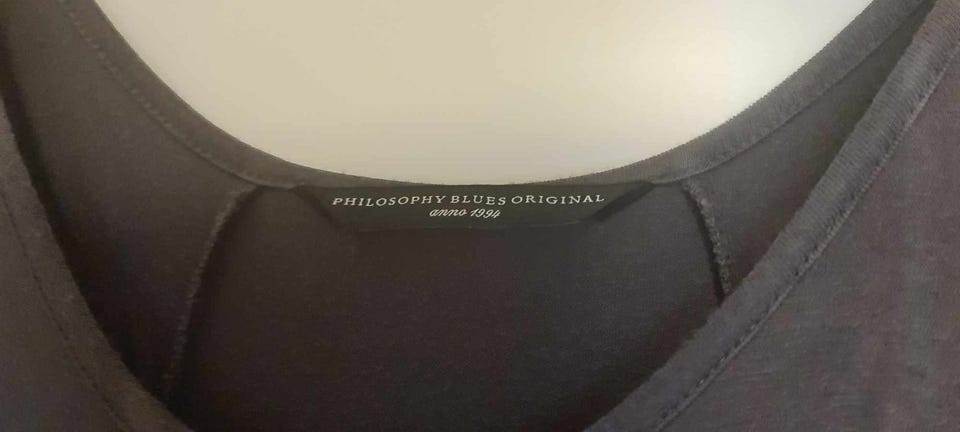 PHILOSOPHY BLUES ORIGINAL
anno 1994